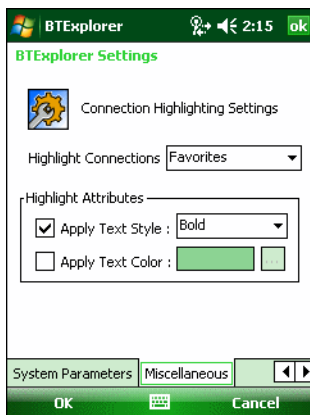 BTExplorer 2:15 ok
BTExplorer Settings
Connection Highlighting Settings
Highlight Connections Favorites
Highlight Attributes
Apply Text Style : Bold
Apply Text Color : ...
System Parameters Miscellaneous
OK Cancel